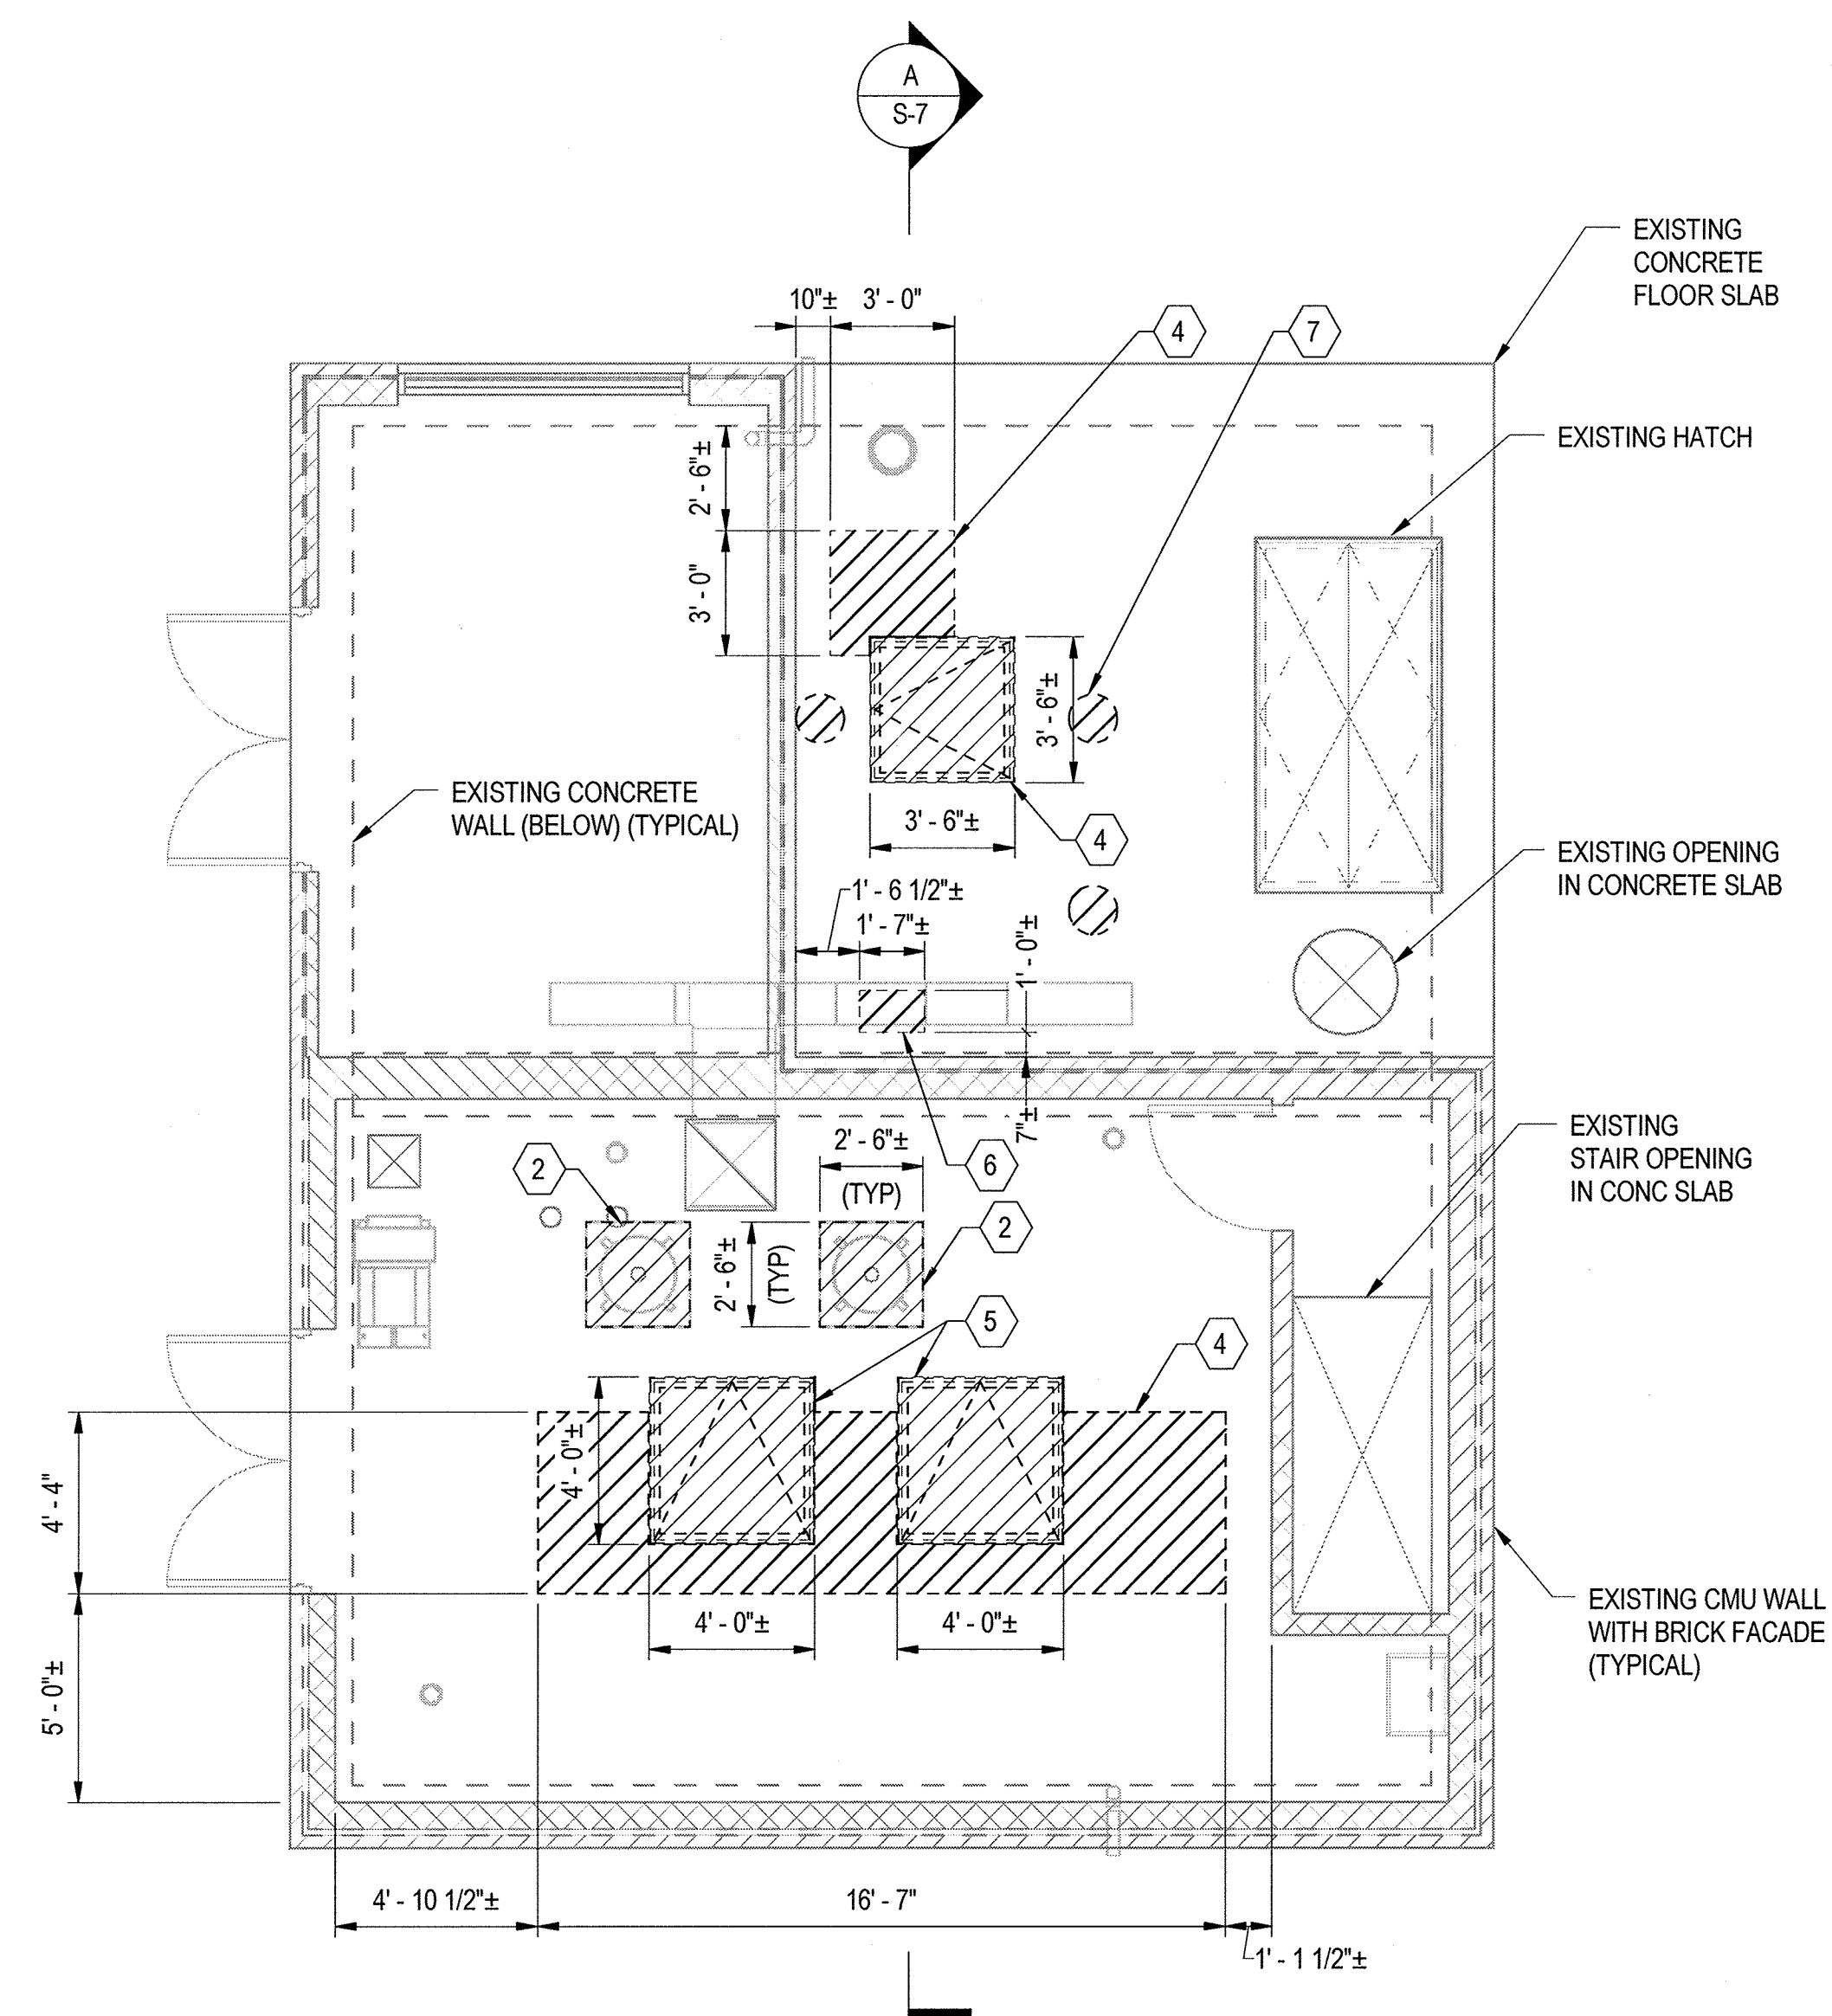 A
S-7
EXISTING
CONCRETE
FLOOR SLAB
10"±
3' - 0"
4
7
EXISTING HATCH
2' - 6"±
3' - 0"
3' - 6"±
EXISTING CONCRETE
WALL (BELOW) (TYPICAL)
3' - 6"±
4
EXISTING OPENING
IN CONCRETE SLAB
1' - 6 1/2"±
1' - 7"±
1' - 0"±
7"±
EXISTING
STAIR OPENING
IN CONC SLAB
2' - 6"±
(TYP)
6
2
2
2' - 6"±
(TYP)
5
4
4' - 0"±
4' - 4"
4' - 0"±
4' - 0"±
EXISTING CMU WALL
WITH BRICK FACADE
(TYPICAL)
5' - 0"±
4' - 10 1/2"±
16' - 7"
1' - 1 1/2"±